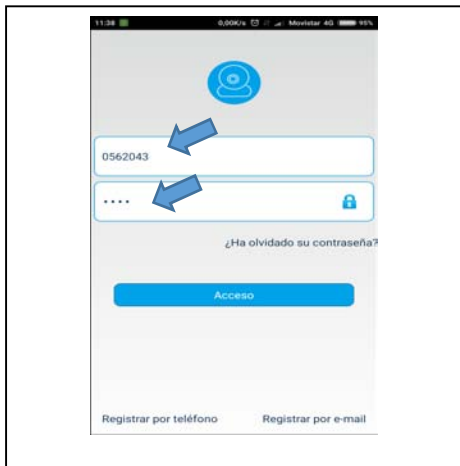 11:38 0,00K/s Movistar 4G 95%
0562043
····
¿Ha olvidado su contraseña?
Acceso
Registrar por teléfono Registrar por e-mail